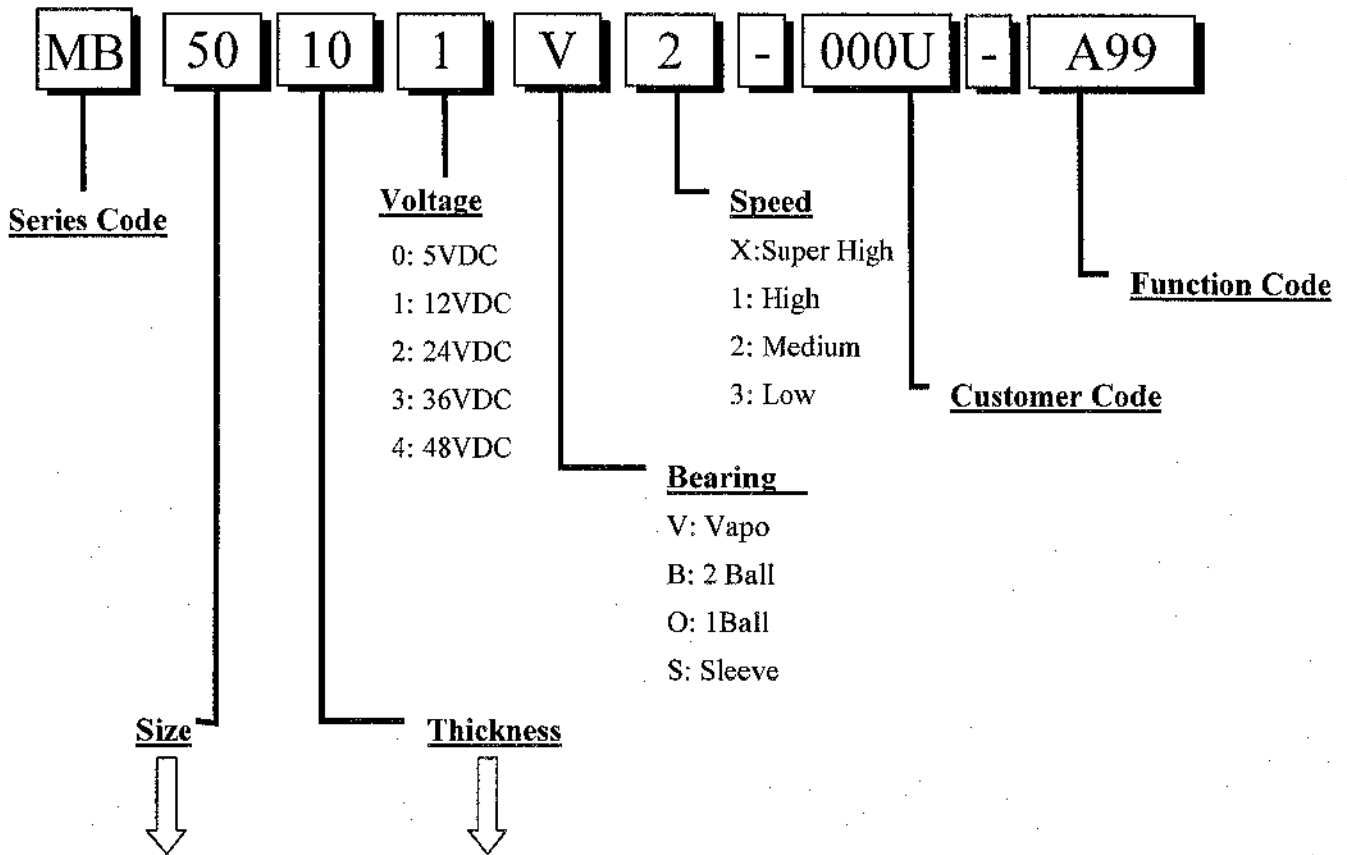 MB 50 10 1 V 2 - 000U - A99
Series Code
Voltage
0: 5VDC
1: 12VDC
2: 24VDC
3: 36VDC
4: 48VDC
Speed
X:Super High
1: High
2: Medium
3: Low
Function Code
Customer Code
Bearing
V: Vapo
B: 2 Ball
O: 1Ball
S: Sleeve
Size
Thickness